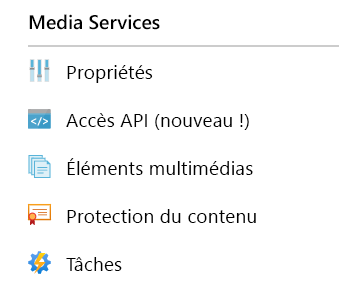 Media Services
Propriétés
Accès API (nouveau !)
Éléments multimédias
Protection du contenu
Tâches